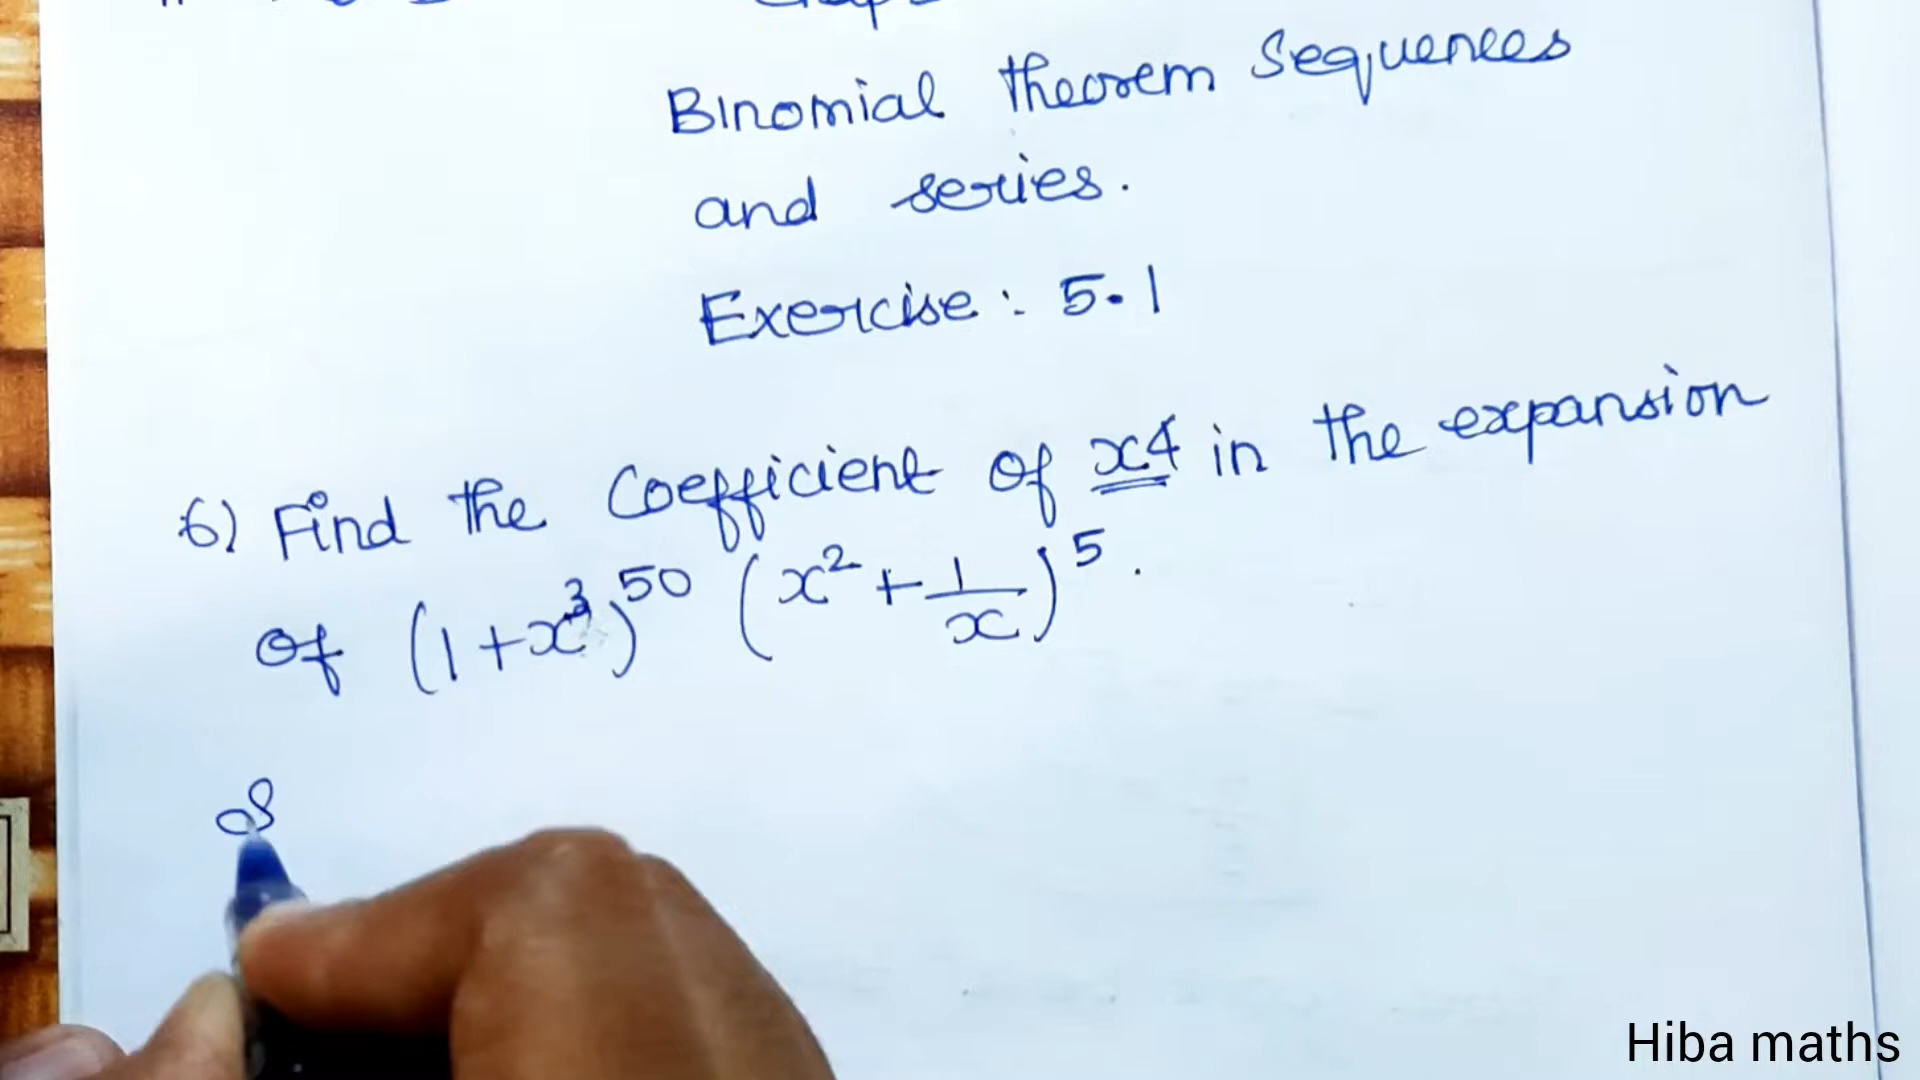 Binomial theorem Sequences
and series.
Exercise : 5.1
6) Find the Coefficient of x4 in the expansion
of (1+x³)⁵⁰ (x² + 1/x)⁵.
Hiba maths